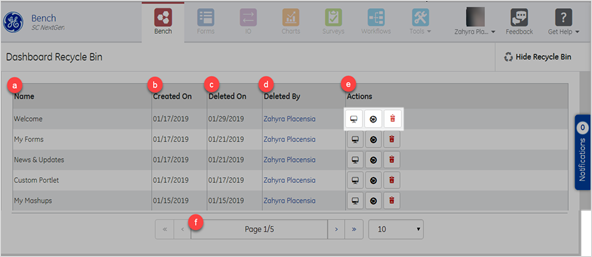 Bench
SC NextGen
Bench
Forms
IO
Charts
Surveys
Workflows
Tools
Zahyra Plac...
Feedback
Get Help
Dashboard Recycle Bin
Hide Recycle Bin
a b c d e
Name Created On Deleted On Deleted By Actions
Welcome 01/17/2019 01/29/2019 Zahyra Placensia
My Forms 01/17/2019 01/21/2019 Zahyra Placensia
News & Updates 01/17/2019 01/17/2019 Zahyra Placensia
Custom Portlet 01/17/2019 01/17/2019 Zahyra Placensia
My Mashups 01/15/2019 01/15/2019 Zahyra Placensia
f
« ‹ Page 1/5 › » 10
0
Notifications